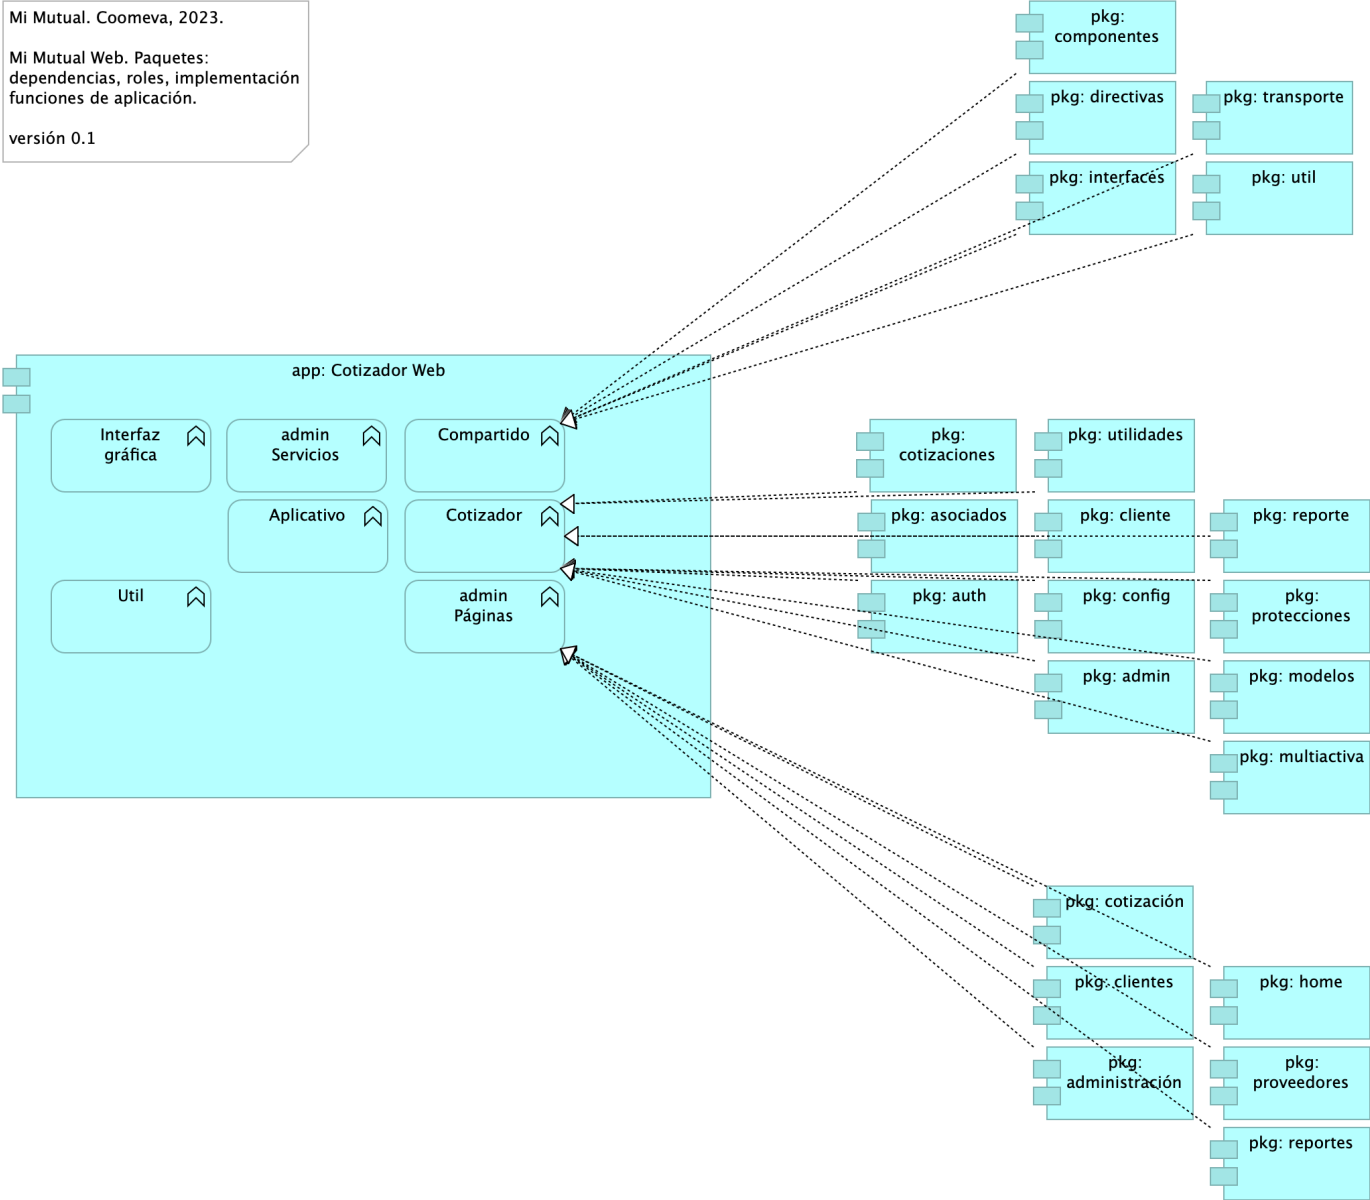 Mi Mutual. Coomeva, 2023.
Mi Mutual Web. Paquetes:
dependencias, roles, implementación
funciones de aplicación.
versión 0.1
pkg:
componentes
pkg: directivas
pkg: transporte
pkg: interfaces
pkg: util
app: Cotizador Web
Interfaz
gráfica
admin
Servicios
Compartido
Aplicativo
Cotizador
Util
admin
Páginas
pkg:
cotizaciones
pkg: utilidades
pkg: asociados
pkg: cliente
pkg: reporte
pkg: auth
pkg: config
pkg:
protecciones
pkg: admin
pkg: modelos
pkg: multiactiva
pkg: cotización
pkg: clientes
pkg: home
pkg:
administración
pkg:
proveedores
pkg: reportes